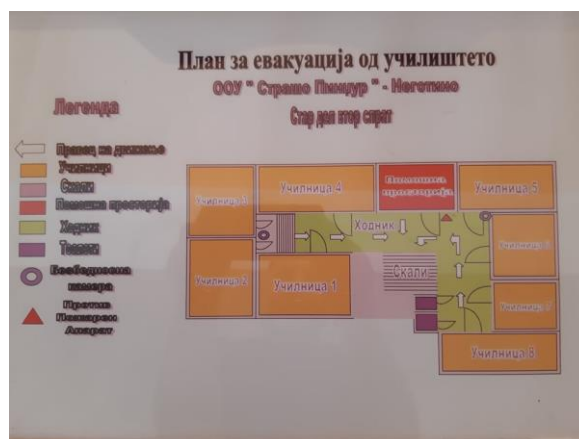 План за евакуација од училиштето
ООУ " Страшо Пинџур " - Неготино
Стар дел втор спрат
Легенда
Правец на движење
Училници
Скали
Помошна просторија
Ходник
Тоалети
Безбедносна
камера
Против
Пожарен
Апарат
Училница 3
Училница 4
Помошна
просторија
Училница 5
Ходник
Училница 6
Училница 2
Училница 1
Скали
Училница 7
Училница 8